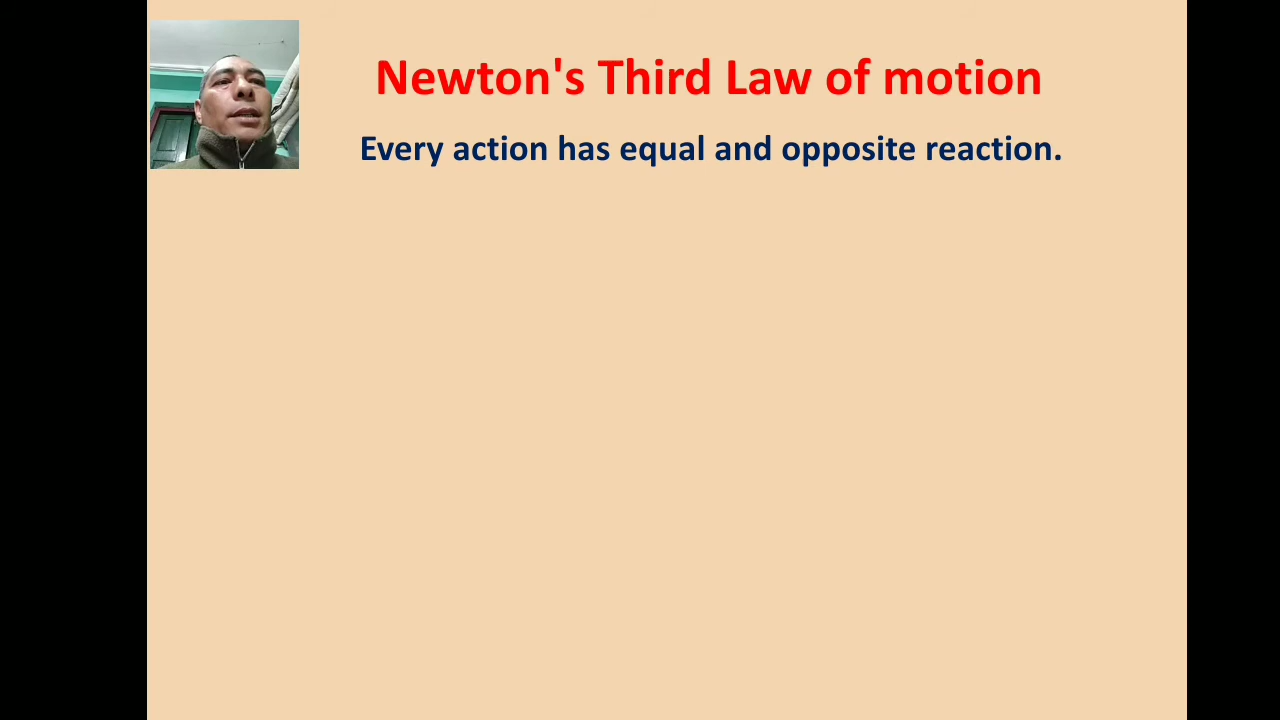 Newton's Third Law of motion
Every action has equal and opposite reaction.